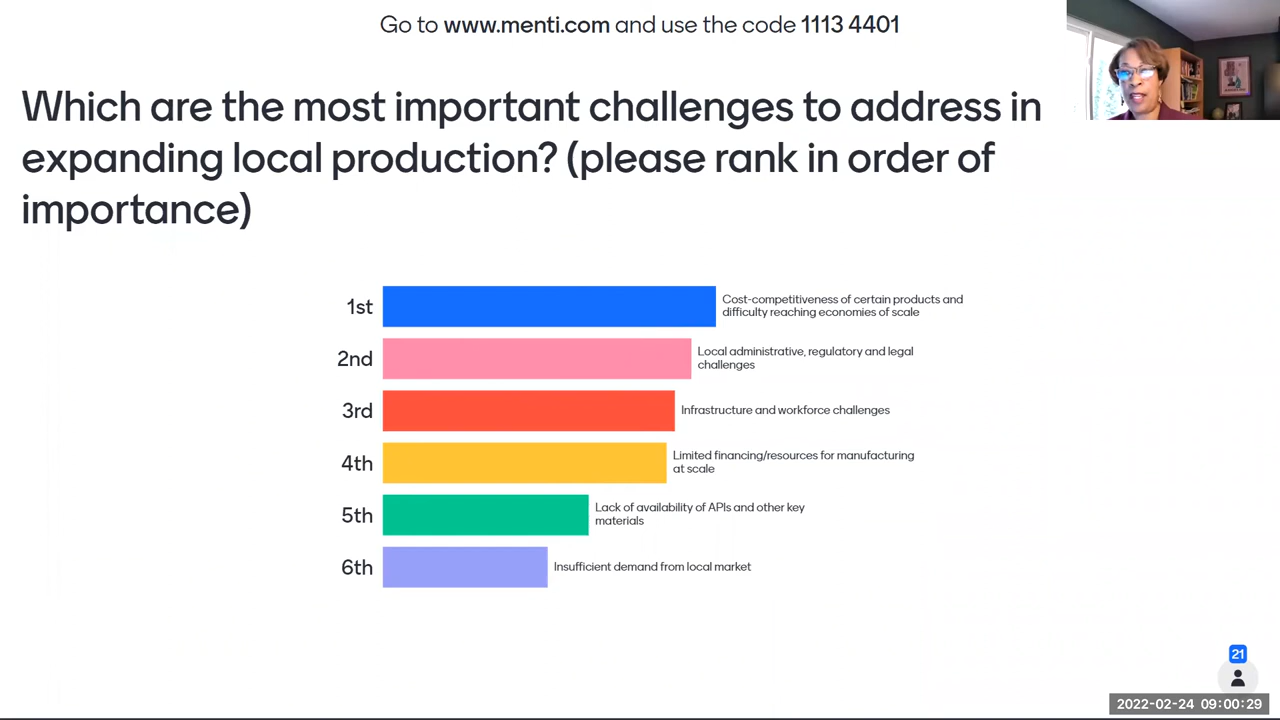 Go to www.menti.com and use the code 1113 4401
Which are the most important challenges to address in
expanding local production? (please rank in order of
importance)
1st
Cost-competitiveness of certain products and
difficulty reaching economies of scale
2nd
Local administrative, regulatory and legal
challenges
3rd
Infrastructure and workforce challenges
4th
Limited financing/resources for manufacturing
at scale
5th
Lack of availability of APIs and other key
materials
6th
Insufficient demand from local market
21
2022-02-24 09:00:29